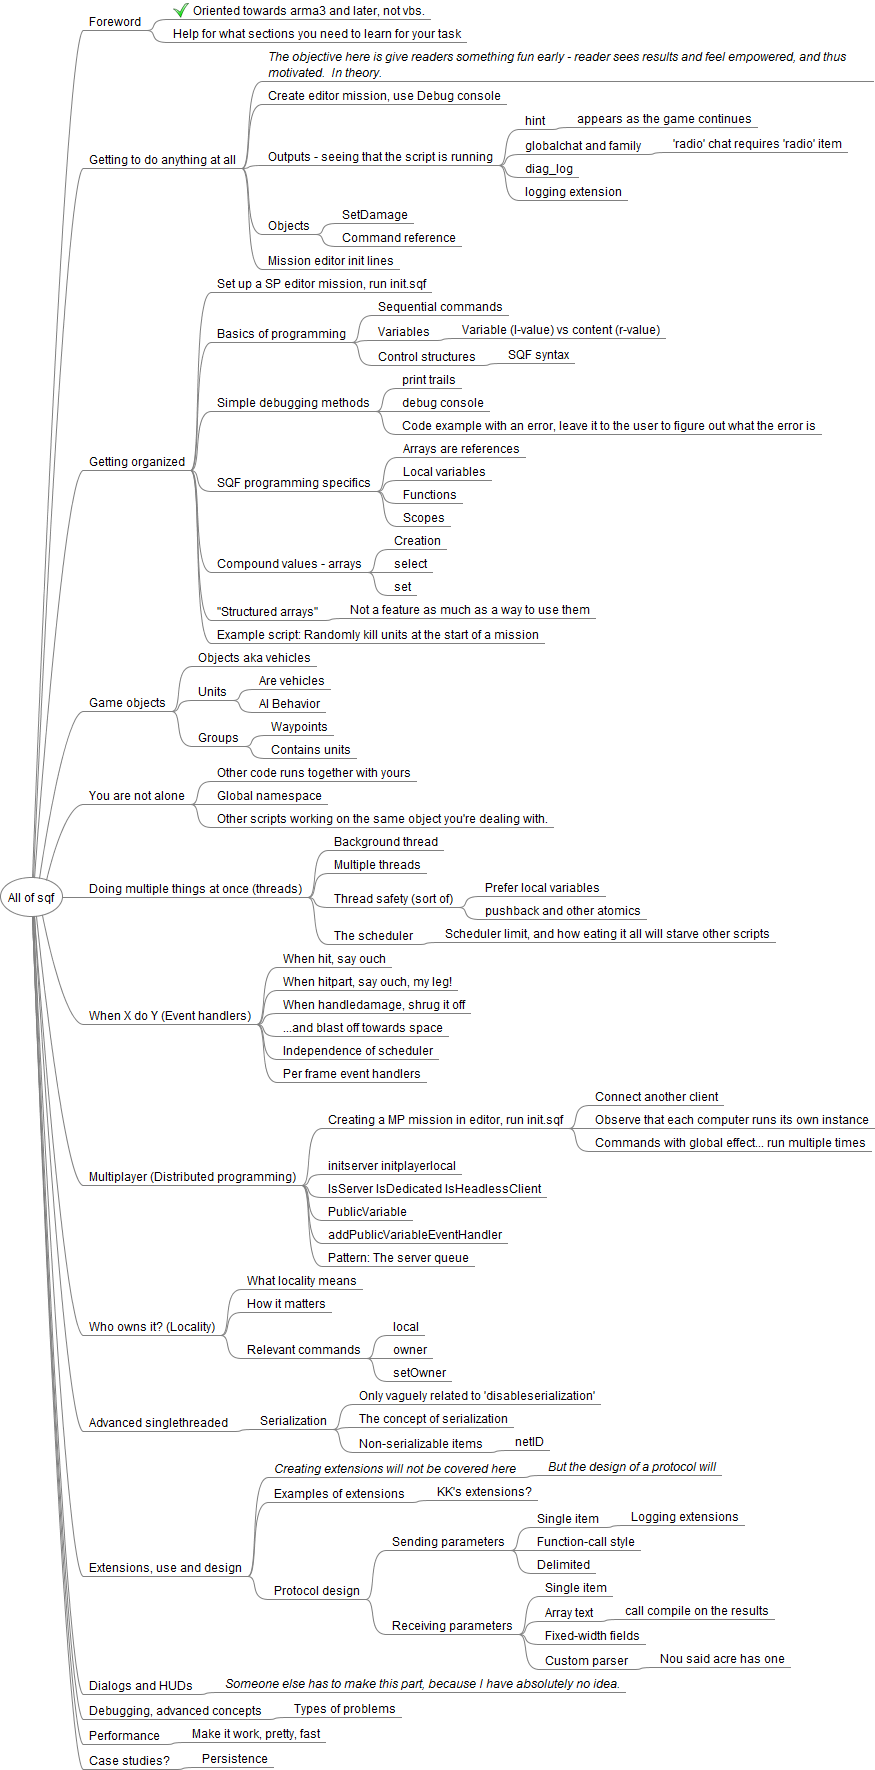 All of sqf
Foreword
Oriented towards arma3 and later, not vbs.
Help for what sections you need to learn for your task
Getting to do anything at all
The objective here is give readers something fun early - reader sees results and feel empowered, and thus
motivated. In theory.
Create editor mission, use Debug console
Outputs - seeing that the script is running
hint
appears as the game continues
globalchat and family
'radio' chat requires 'radio' item
diag_log
logging extension
Objects
SetDamage
Command reference
Mission editor init lines
Getting organized
Set up a SP editor mission, run init.sqf
Basics of programming
Sequential commands
Variables
Variable (l-value) vs content (r-value)
Control structures
SQF syntax
Simple debugging methods
print trails
debug console
Code example with an error, leave it to the user to figure out what the error is
SQF programming specifics
Arrays are references
Local variables
Functions
Scopes
Compound values - arrays
Creation
select
set
"Structured arrays"
Not a feature as much as a way to use them
Example script: Randomly kill units at the start of a mission
Game objects
Objects aka vehicles
Units
Are vehicles
AI Behavior
Groups
Waypoints
Contains units
You are not alone
Other code runs together with yours
Global namespace
Other scripts working on the same object you're dealing with.
Doing multiple things at once (threads)
Background thread
Multiple threads
Thread safety (sort of)
Prefer local variables
pushback and other atomics
The scheduler
Scheduler limit, and how eating it all will starve other scripts
When X do Y (Event handlers)
When hit, say ouch
When hitpart, say ouch, my leg!
When handledamage, shrug it off
...and blast off towards space
Independence of scheduler
Per frame event handlers
Multiplayer (Distributed programming)
Creating a MP mission in editor, run init.sqf
Connect another client
Observe that each computer runs its own instance
Commands with global effect... run multiple times
initserver initplayerlocal
IsServer IsDedicated IsHeadlessClient
PublicVariable
addPublicVariableEventHandler
Pattern: The server queue
Who owns it? (Locality)
What locality means
How it matters
Relevant commands
local
owner
setOwner
Advanced singlethreaded
Serialization
Only vaguely related to 'disableserialization'
The concept of serialization
Non-serializable items
netID
Extensions, use and design
Creating extensions will not be covered here
But the design of a protocol will
Examples of extensions
KK's extensions?
Protocol design
Sending parameters
Single item
Logging extensions
Function-call style
Delimited
Receiving parameters
Single item
Array text
call compile on the results
Fixed-width fields
Custom parser
Nou said acre has one
Dialogs and HUDs
Someone else has to make this part, because I have absolutely no idea.
Debugging, advanced concepts
Types of problems
Performance
Make it work, pretty, fast
Case studies?
Persistence